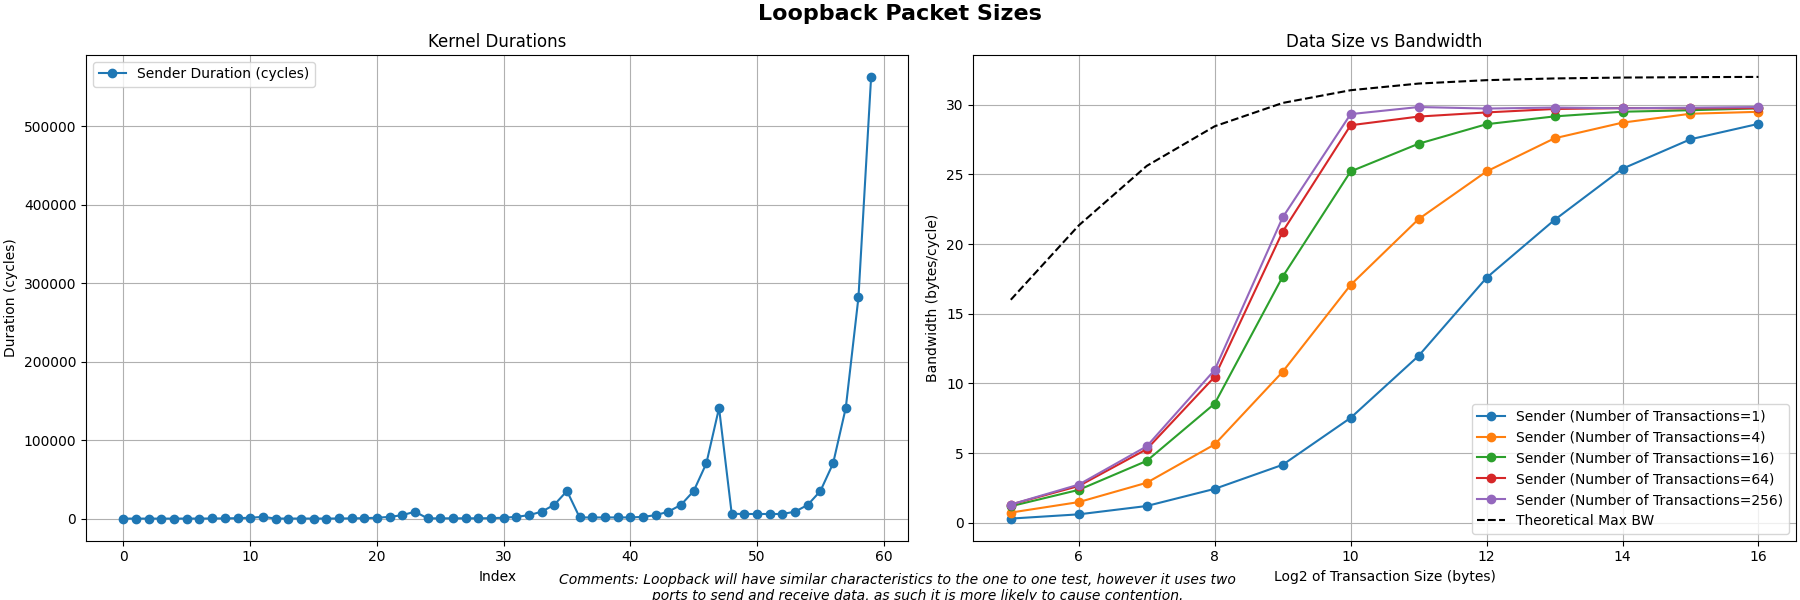 Loopback Packet Sizes
Kernel Durations
Sender Duration (cycles)
Duration (cycles)
500000
400000
300000
200000
100000
0
0 10 20 30 40 50 60
Index
Data Size vs Bandwidth
Bandwidth (bytes/cycle)
30
25
20
15
10
5
0
Sender (Number of Transactions=1)
Sender (Number of Transactions=4)
Sender (Number of Transactions=16)
Sender (Number of Transactions=64)
Sender (Number of Transactions=256)
Theoretical Max BW
6 8 10 12 14 16
Log2 of Transaction Size (bytes)
Comments: Loopback will have similar characteristics to the one to one test, however it uses two
ports to send and receive data, as such it is more likely to cause contention.